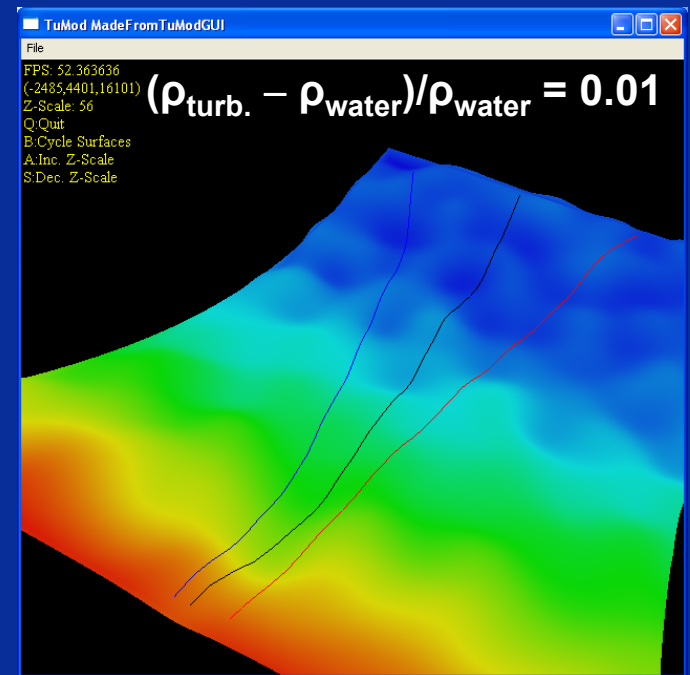 TuMod MadeFromTuModGUI
File
FPS: 52.363636
(-2485,4401,16101)
(ρturb. – ρwater)/ρwater = 0.01
Z-Scale: 56
Q:Quit
B:Cycle Surfaces
A:Inc. Z-Scale
S:Dec. Z-Scale